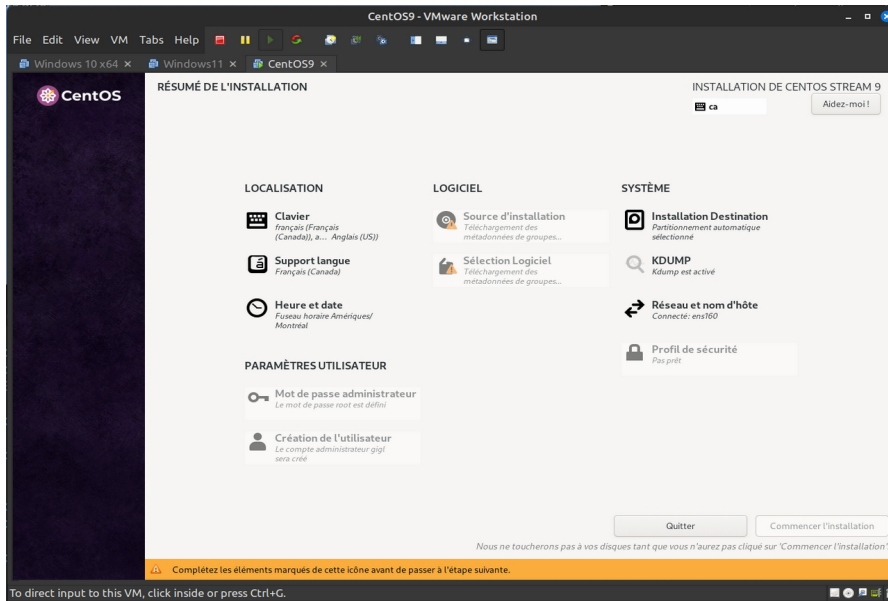 CentOS9 - VMware Workstation
File Edit View VM Tabs Help
Windows 10 x64 × Windows11 × CentOS9 ×
CentOS
RÉSUMÉ DE L'INSTALLATION
INSTALLATION DE CENTOS STREAM 9
ca
Aidez-moi !
LOCALISATION
Clavier
français (Français
(Canada)), a... Anglais (US))
Support langue
Français (Canada)
Heure et date
Fuseau horaire Amériques/
Montréal
PARAMÈTRES UTILISATEUR
Mot de passe administrateur
Le mot de passe root est défini
Création de l'utilisateur
Le compte administrateur gigl
sera créé
LOGICIEL
Source d'installation
Téléchargement des
métadonnées de groupes...
Sélection Logiciel
Téléchargement des
métadonnées de groupes...
SYSTÈME
Installation Destination
Partitionnement automatique
sélectionné
KDUMP
Kdump est activé
Réseau et nom d'hôte
Connecté: ens160
Profil de sécurité
Pas prêt
Quitter
Commencer l'installation
Nous ne toucherons pas à vos disques tant que vous n'aurez pas cliqué sur 'Commencer l'installation'
Complétez les éléments marqués de cette icône avant de passer à l'étape suivante.
To direct input to this VM, click inside or press Ctrl+G.